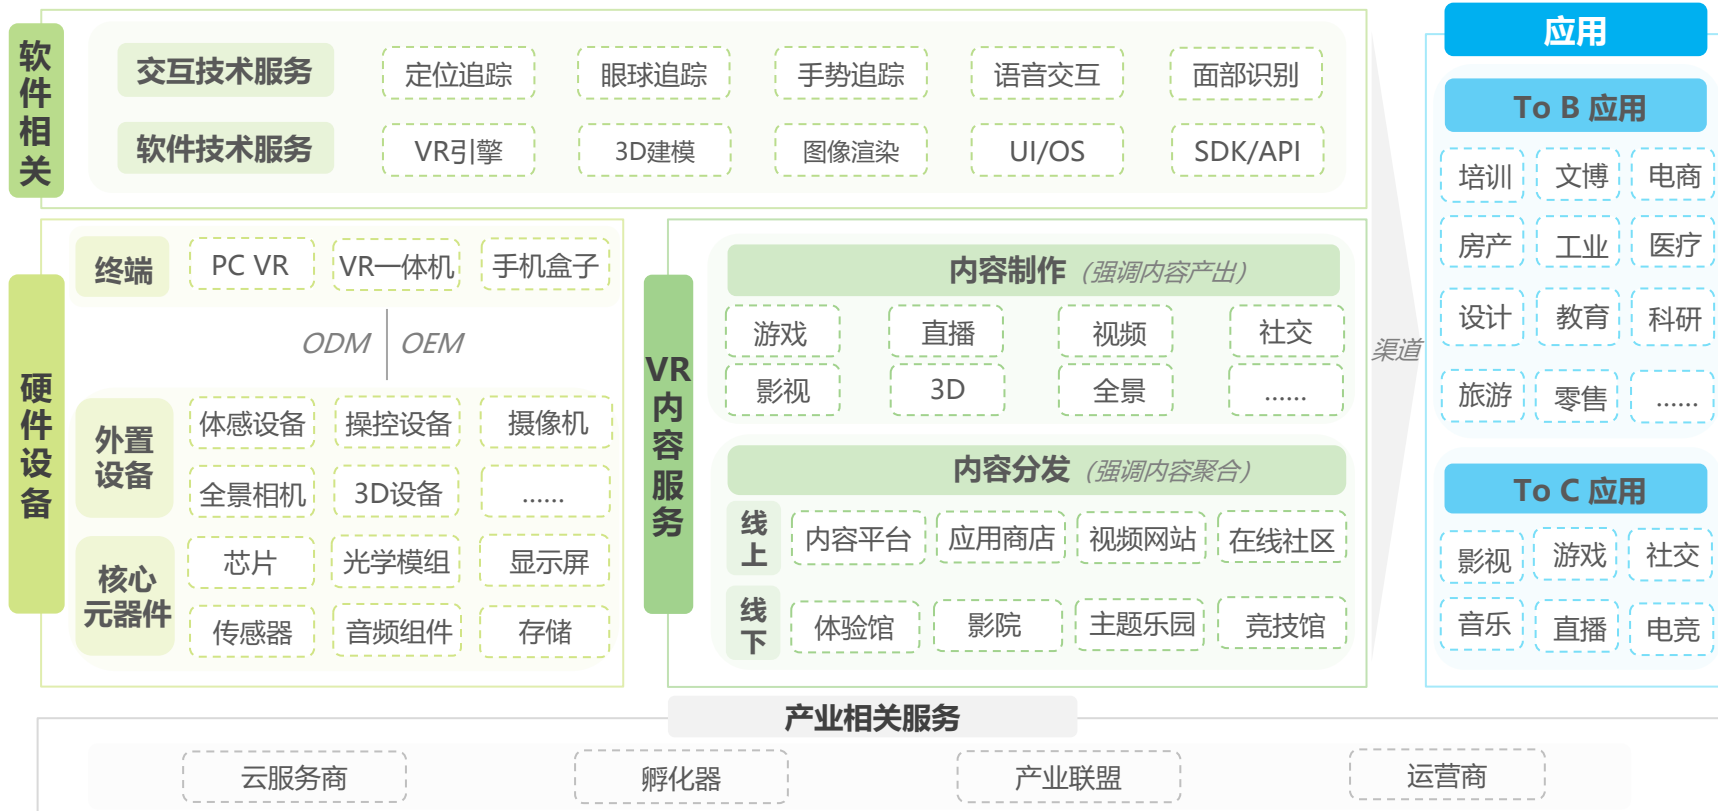 软件相关
交互技术服务 定位追踪 眼球追踪 手势追踪 语音交互 面部识别
软件技术服务 VR引擎 3D建模 图像渲染 UI/OS SDK/API
硬件设备
终端 PC VR VR一体机 手机盒子
ODM OEM
外置
设备
体感设备 操控设备 摄像机
全景相机 3D设备 ……
核心
元器件
芯片 光学模组 显示屏
传感器 音频组件 存储
VR内容服务
内容制作 (强调内容产出)
游戏 直播 视频 社交
影视 3D 全景 ……
内容分发 (强调内容聚合)
线上 内容平台 应用商店 视频网站 在线社区
线下 体验馆 影院 主题乐园 竞技馆
渠道
应用
To B 应用
培训 文博 电商
房产 工业 医疗
设计 教育 科研
旅游 零售 ……
To C 应用
影视 游戏 社交
音乐 直播 电竞
产业相关服务
云服务商 孵化器 产业联盟 运营商